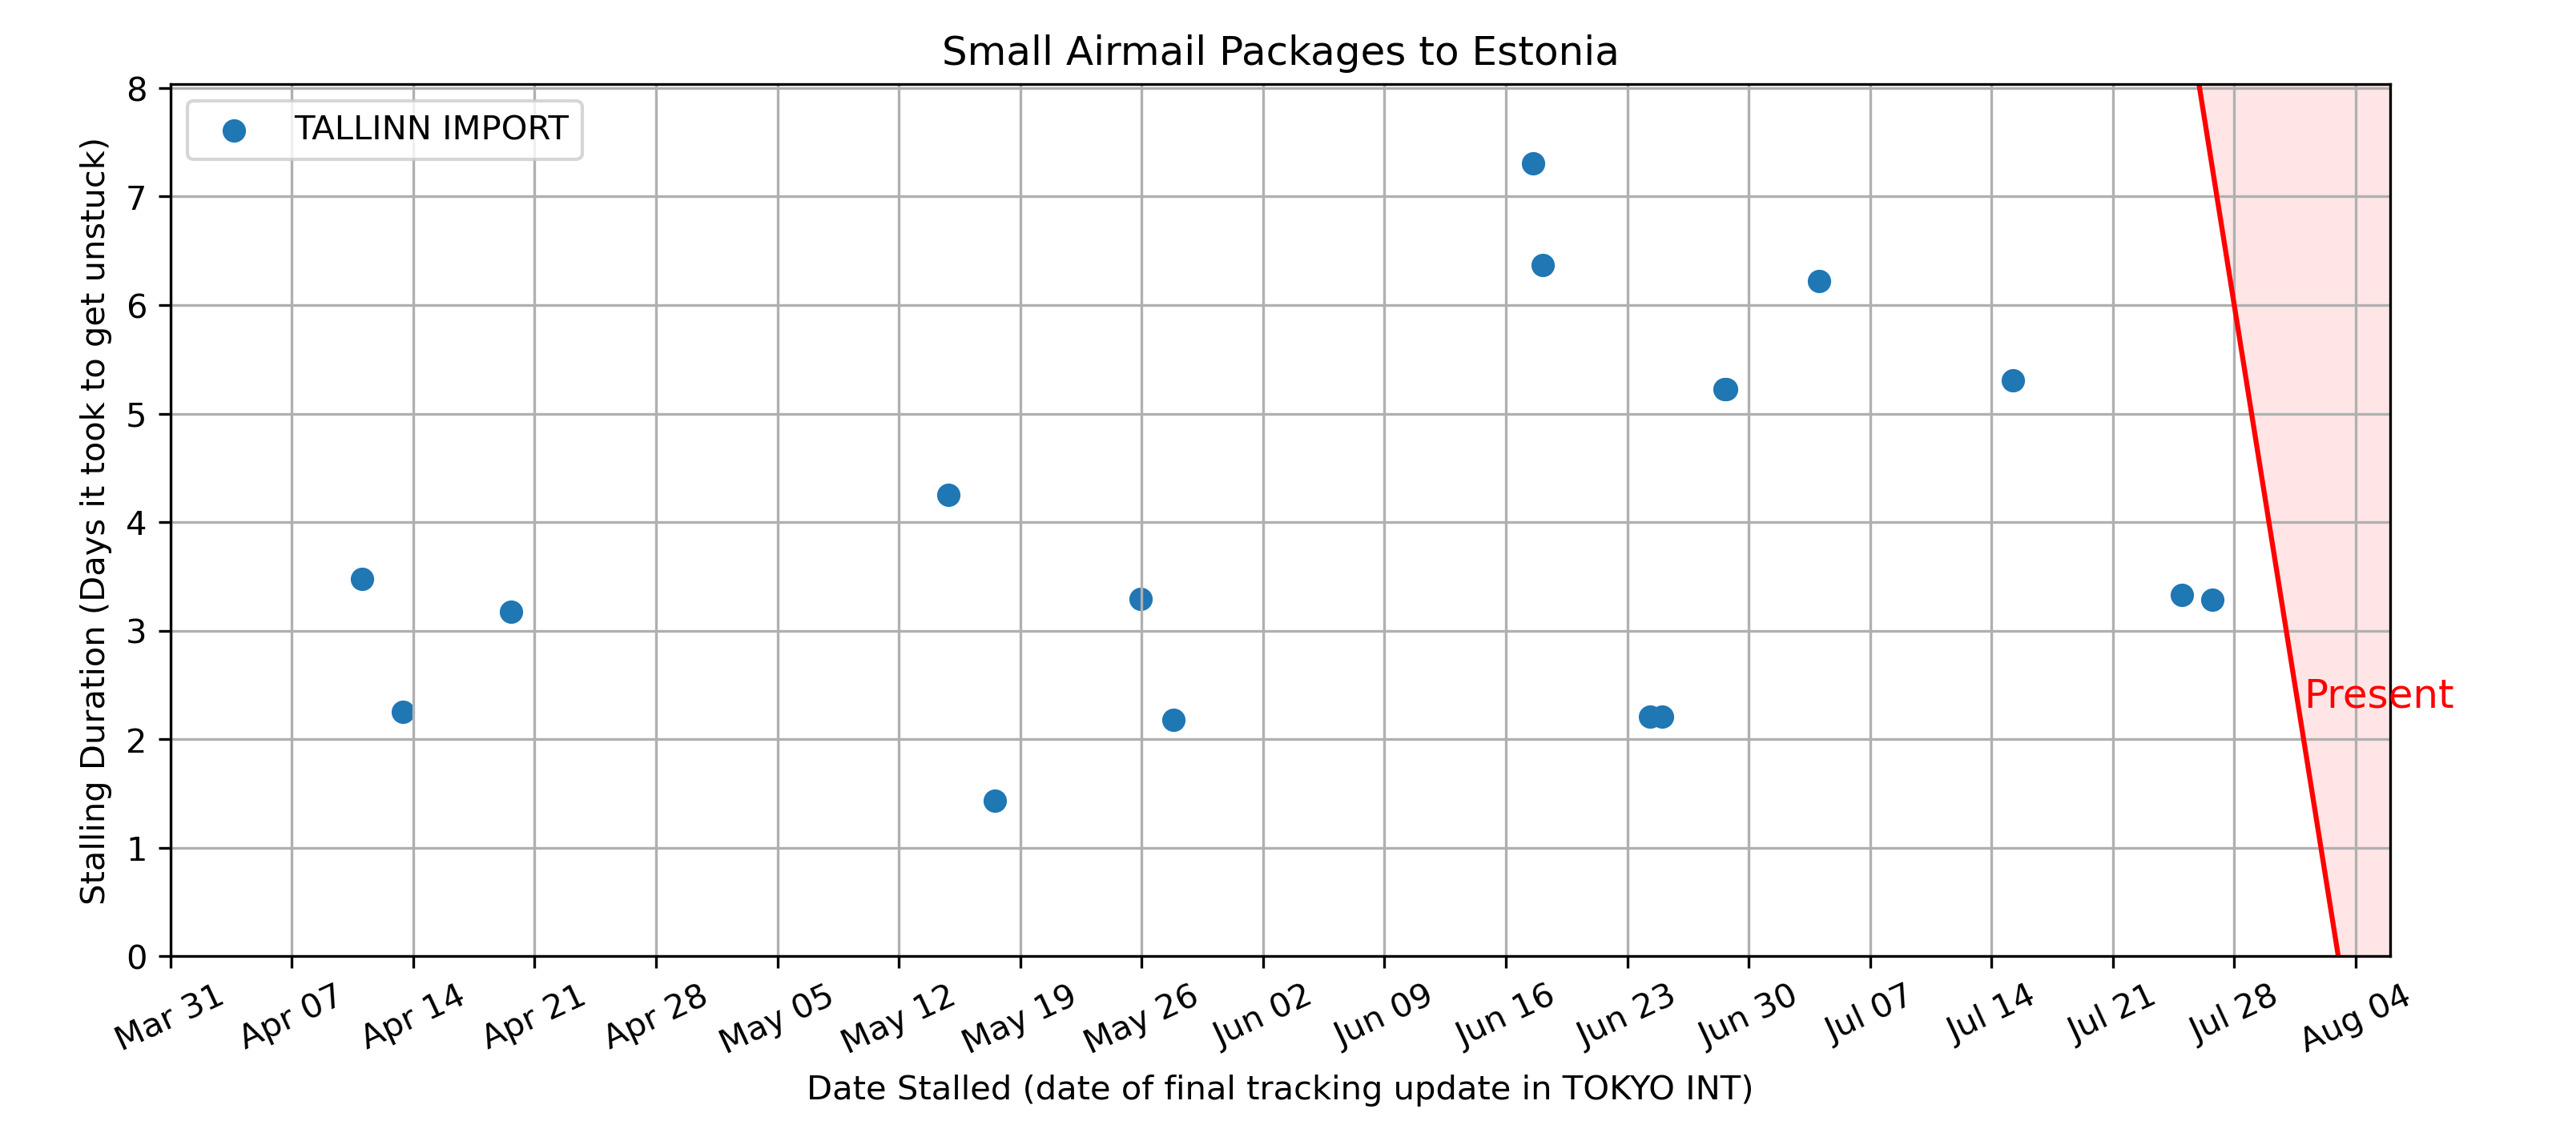 Small Airmail Packages to Estonia
TALLINN IMPORT
Stalling Duration (Days it took to get unstuck)
8
7
6
5
4
3
2
1
0
Present
Mar 31 Apr 07 Apr 14 Apr 21 Apr 28 May 05 May 12 May 19 May 26 Jun 02 Jun 09 Jun 16 Jun 23 Jun 30 Jul 07 Jul 14 Jul 21 Jul 28 Aug 04
Date Stalled (date of final tracking update in TOKYO INT)